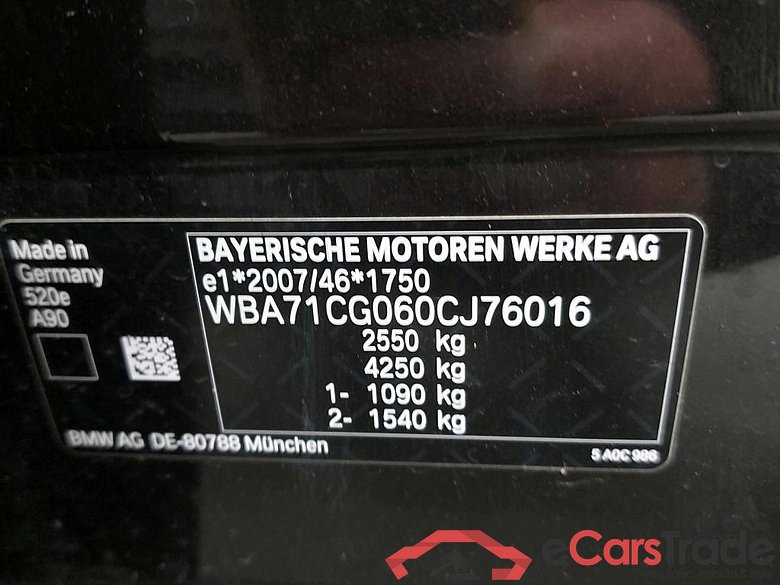 Made in
Germany
520e
A90
BAYERISCHE MOTOREN WERKE AG
e1*2007/46*1750
WBA71CG060CJ76016
2550 kg
4250 kg
1- 1090 kg
2- 1540 kg
BMW AG DE-80788 München
5 A0C 986
eCarsTrade